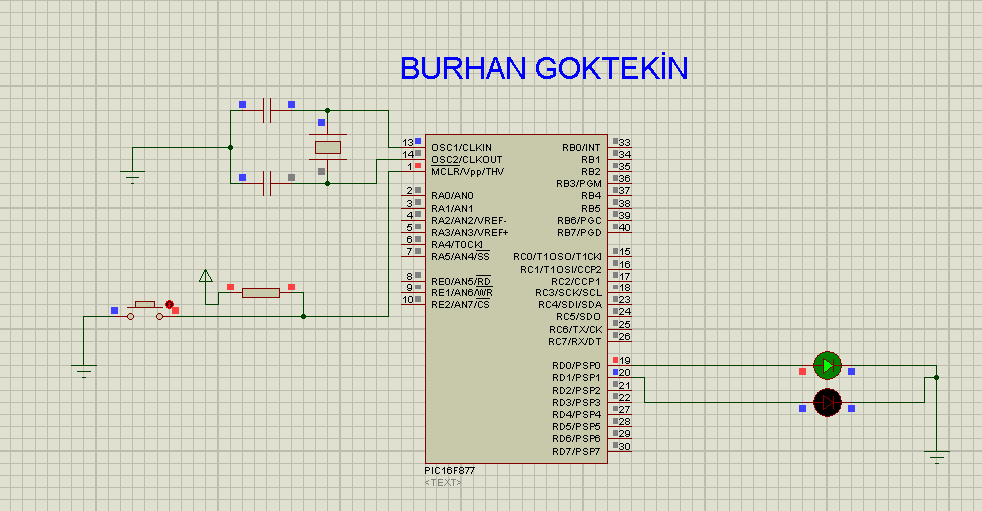 BURHAN GOKTEKİN
13 OSC1/CLKIN
14 OSC2/CLKOUT
1 MCLR/Vpp/THV
2 RA0/AN0
3 RA1/AN1
4 RA2/AN2/VREF-
5 RA3/AN3/VREF+
6 RA4/T0CKI
7 RA5/AN4/SS
8 RE0/AN5/RD
9 RE1/AN6/WR
10 RE2/AN7/CS
RB0/INT 33
RB1 34
RB2 35
RB3/PGM 36
RB4 37
RB5 38
RB6/PGC 39
RB7/PGD 40
RC0/T1OSO/T1CKI 15
RC1/T1OSI/CCP2 16
RC2/CCP1 17
RC3/SCK/SCL 18
RC4/SDI/SDA 23
RC5/SDO 24
RC6/TX/CK 25
RC7/RX/DT 26
RD0/PSP0 19
RD1/PSP1 20
RD2/PSP2 21
RD3/PSP3 22
RD4/PSP4 27
RD5/PSP5 28
RD6/PSP6 29
RD7/PSP7 30
PIC16F877
<TEXT>